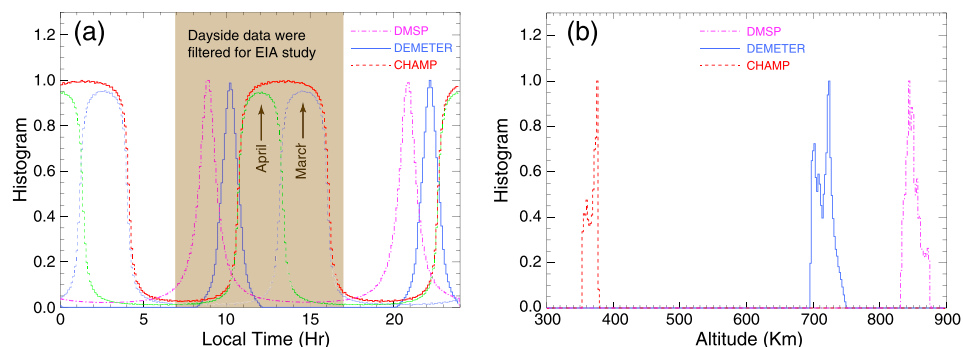 (a)
Dayside data were
filtered for EIA study
DMSP
DEMETER
CHAMP
April
March
Histogram
1.2
1.0
0.8
0.6
0.4
0.2
0.0
0 5 10 15 20
Local Time (Hr)
(b)
DMSP
DEMETER
CHAMP
Histogram
1.2
1.0
0.8
0.6
0.4
0.2
0.0
300 400 500 600 700 800 900
Altitude (Km)